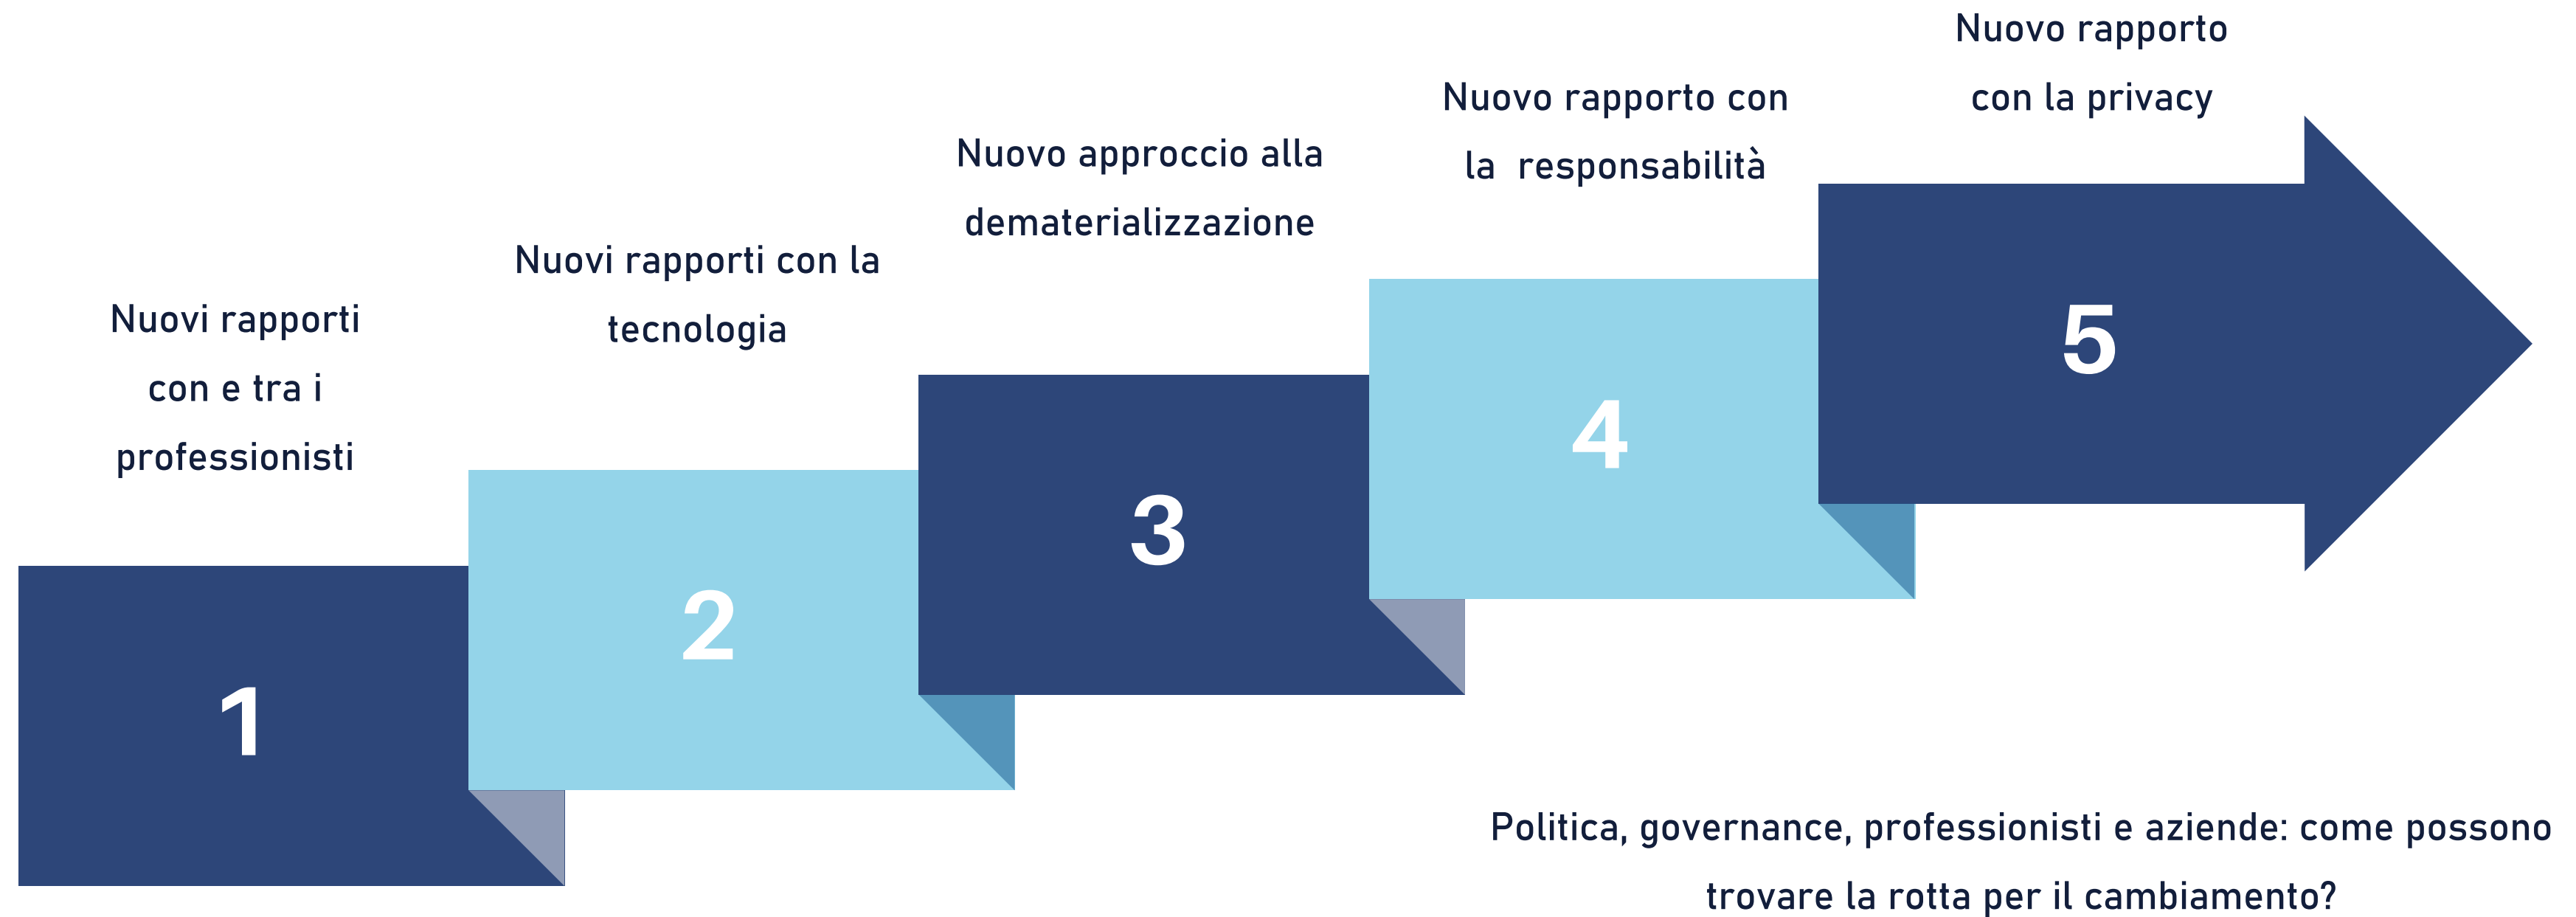 Nuovi rapporti
con e tra i
professionisti
1
Nuovi rapporti con la
tecnologia
2
Nuovo approccio alla
dematerializzazione
3
Nuovo rapporto con
la  responsabilità
4
Nuovo rapporto
con la privacy
5
Politica, governance, professionisti e aziende: come possono
trovare la rotta per il cambiamento?